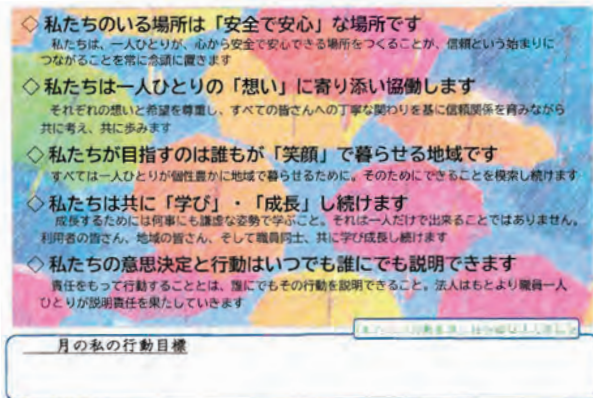 ◇ 私たちのいる場所は「安全で安心」な場所です
私たちは、一人ひとりが、心から安全で安心できる場所をつくることが、信頼という始まりに
つながることを常に念頭に置きます
◇ 私たちは一人ひとりの「想い」に寄り添い協働します
それぞれの想いと希望を尊重し、すべての皆さんへの丁寧な関わりを基に信頼関係を育みながら
共に考え、共に歩みます
◇ 私たちが目指すのは誰もが「笑顔」で暮らせる地域です
すべては一人ひとりが個性豊かに地域で暮らせるために。そのためにできることを模索し続けます
◇ 私たちは共に「学び」・「成長」し続けます
成長するためには何事にも謙虚な姿勢で学ぶこと。それは一人だけで出来ることではありません。
利用者の皆さん、地域の皆さん、そして職員同士、共に学び成長し続けます
◇ 私たちの意思決定と行動はいつでも誰にでも説明できます
責任をもって行動することとは、誰にでもその行動を説明できること。法人はもとより職員一人
ひとりが説明責任を果たしていきます
月の私の行動目標